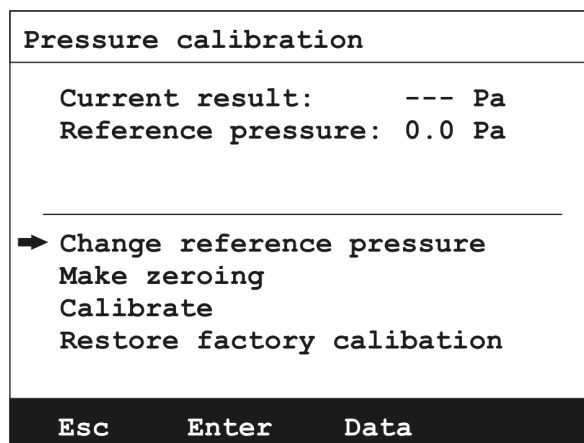 Pressure calibration
Current result: --- Pa
Reference pressure: 0.0 Pa
Change reference pressure
Make zeroing
Calibrate
Restore factory calibation
Esc Enter Data